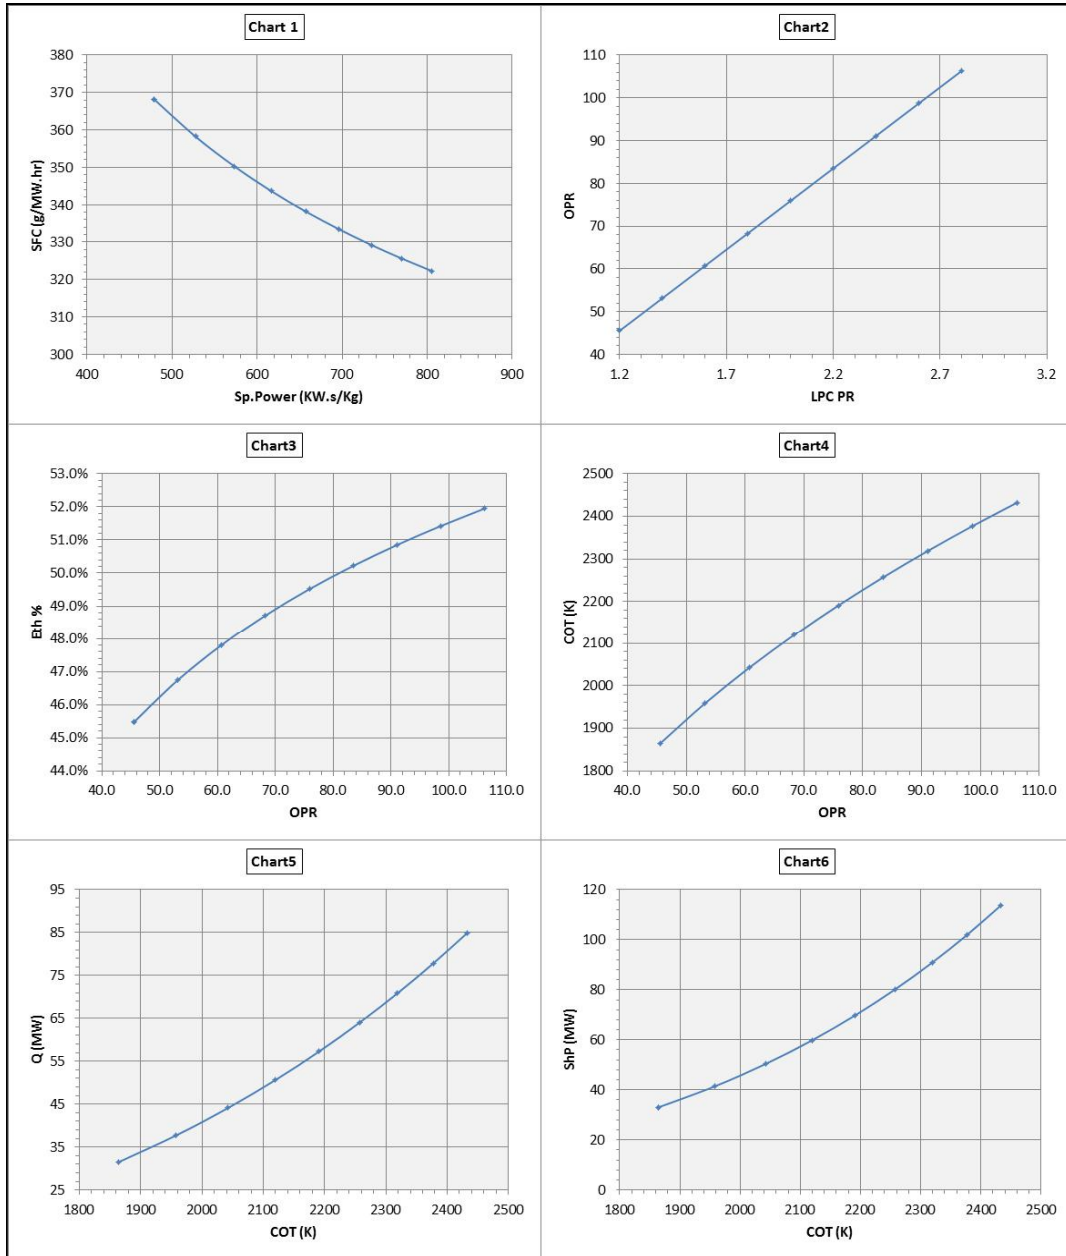 Chart 1
380
370
360
350
340
330
320
310
300
SFC (g/MW.hr)
400 500 600 700 800 900
Sp.Power (KW.s/Kg)
Chart2
110
100
90
80
70
60
50
40
OPR
1.2 1.7 2.2 2.7 3.2
LPC PR
Chart3
53.0%
52.0%
51.0%
50.0%
49.0%
48.0%
47.0%
46.0%
45.0%
44.0%
Eth %
40.0 50.0 60.0 70.0 80.0 90.0 100.0 110.0
OPR
Chart4
2500
2400
2300
2200
2100
2000
1900
1800
COT (K)
40.0 50.0 60.0 70.0 80.0 90.0 100.0 110.0
OPR
Chart5
95
85
75
65
55
45
35
25
Q (MW)
1800 1900 2000 2100 2200 2300 2400 2500
COT (K)
Chart6
120
100
80
60
40
20
0
ShP (MW)
1800 1900 2000 2100 2200 2300 2400 2500
COT (K)